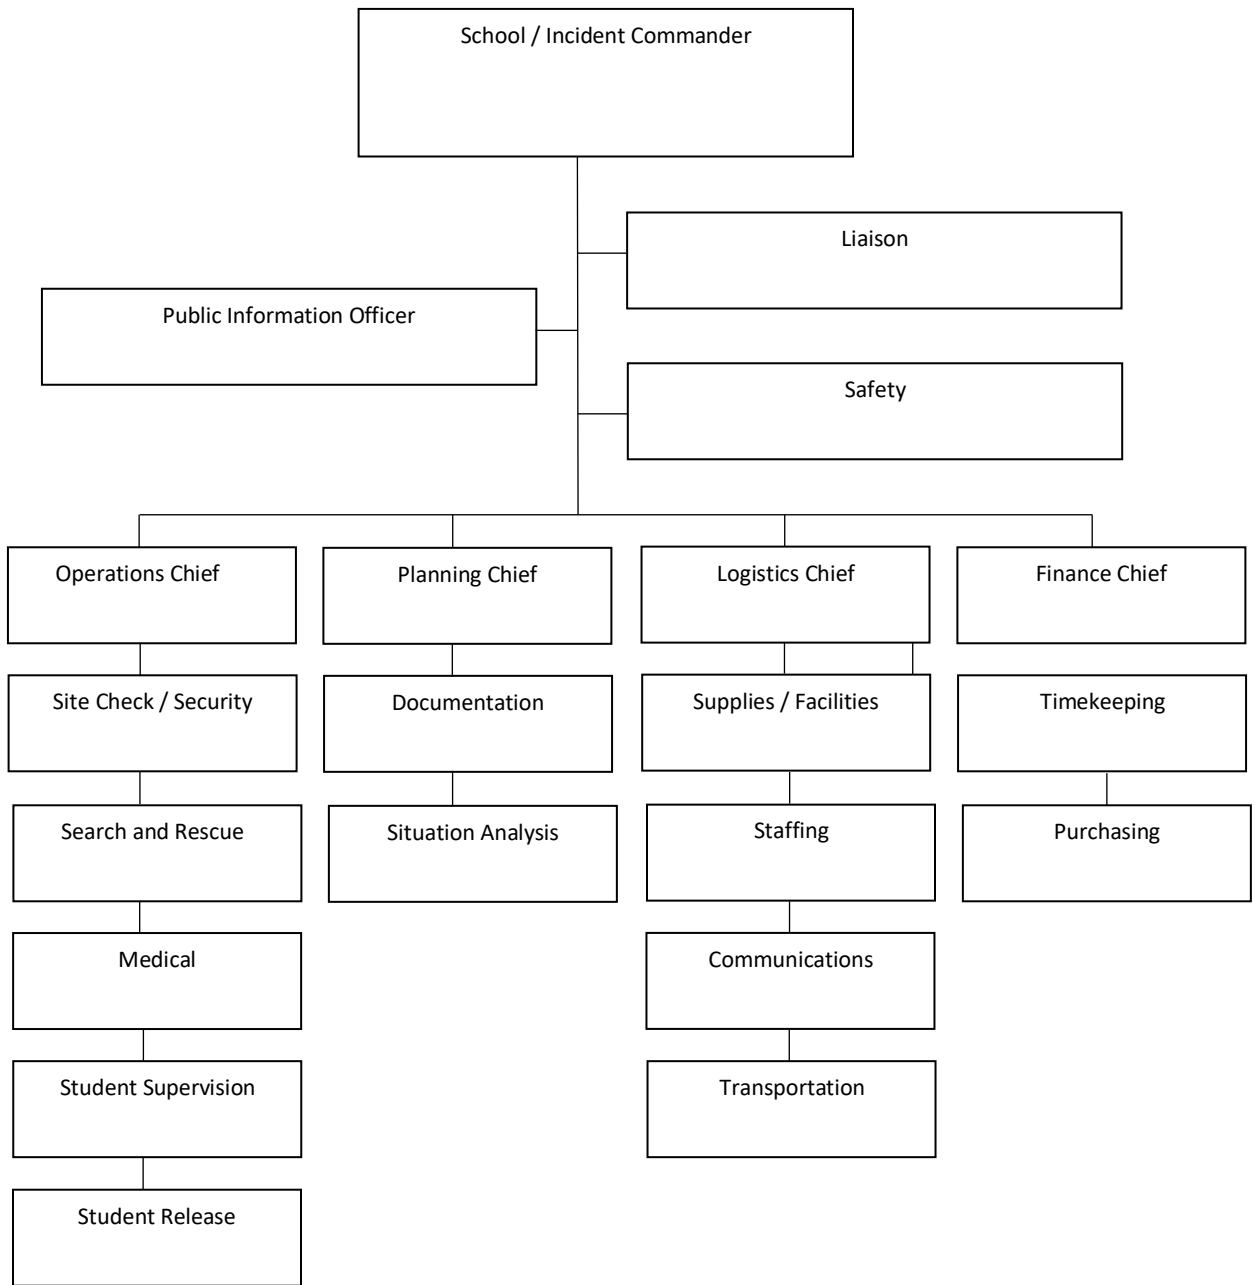 School / Incident Commander
Liaison
Public Information Officer
Safety
Operations Chief
Planning Chief
Logistics Chief
Finance Chief
Site Check / Security
Documentation
Supplies / Facilities
Timekeeping
Search and Rescue
Situation Analysis
Staffing
Purchasing
Medical
Communications
Student Supervision
Transportation
Student Release